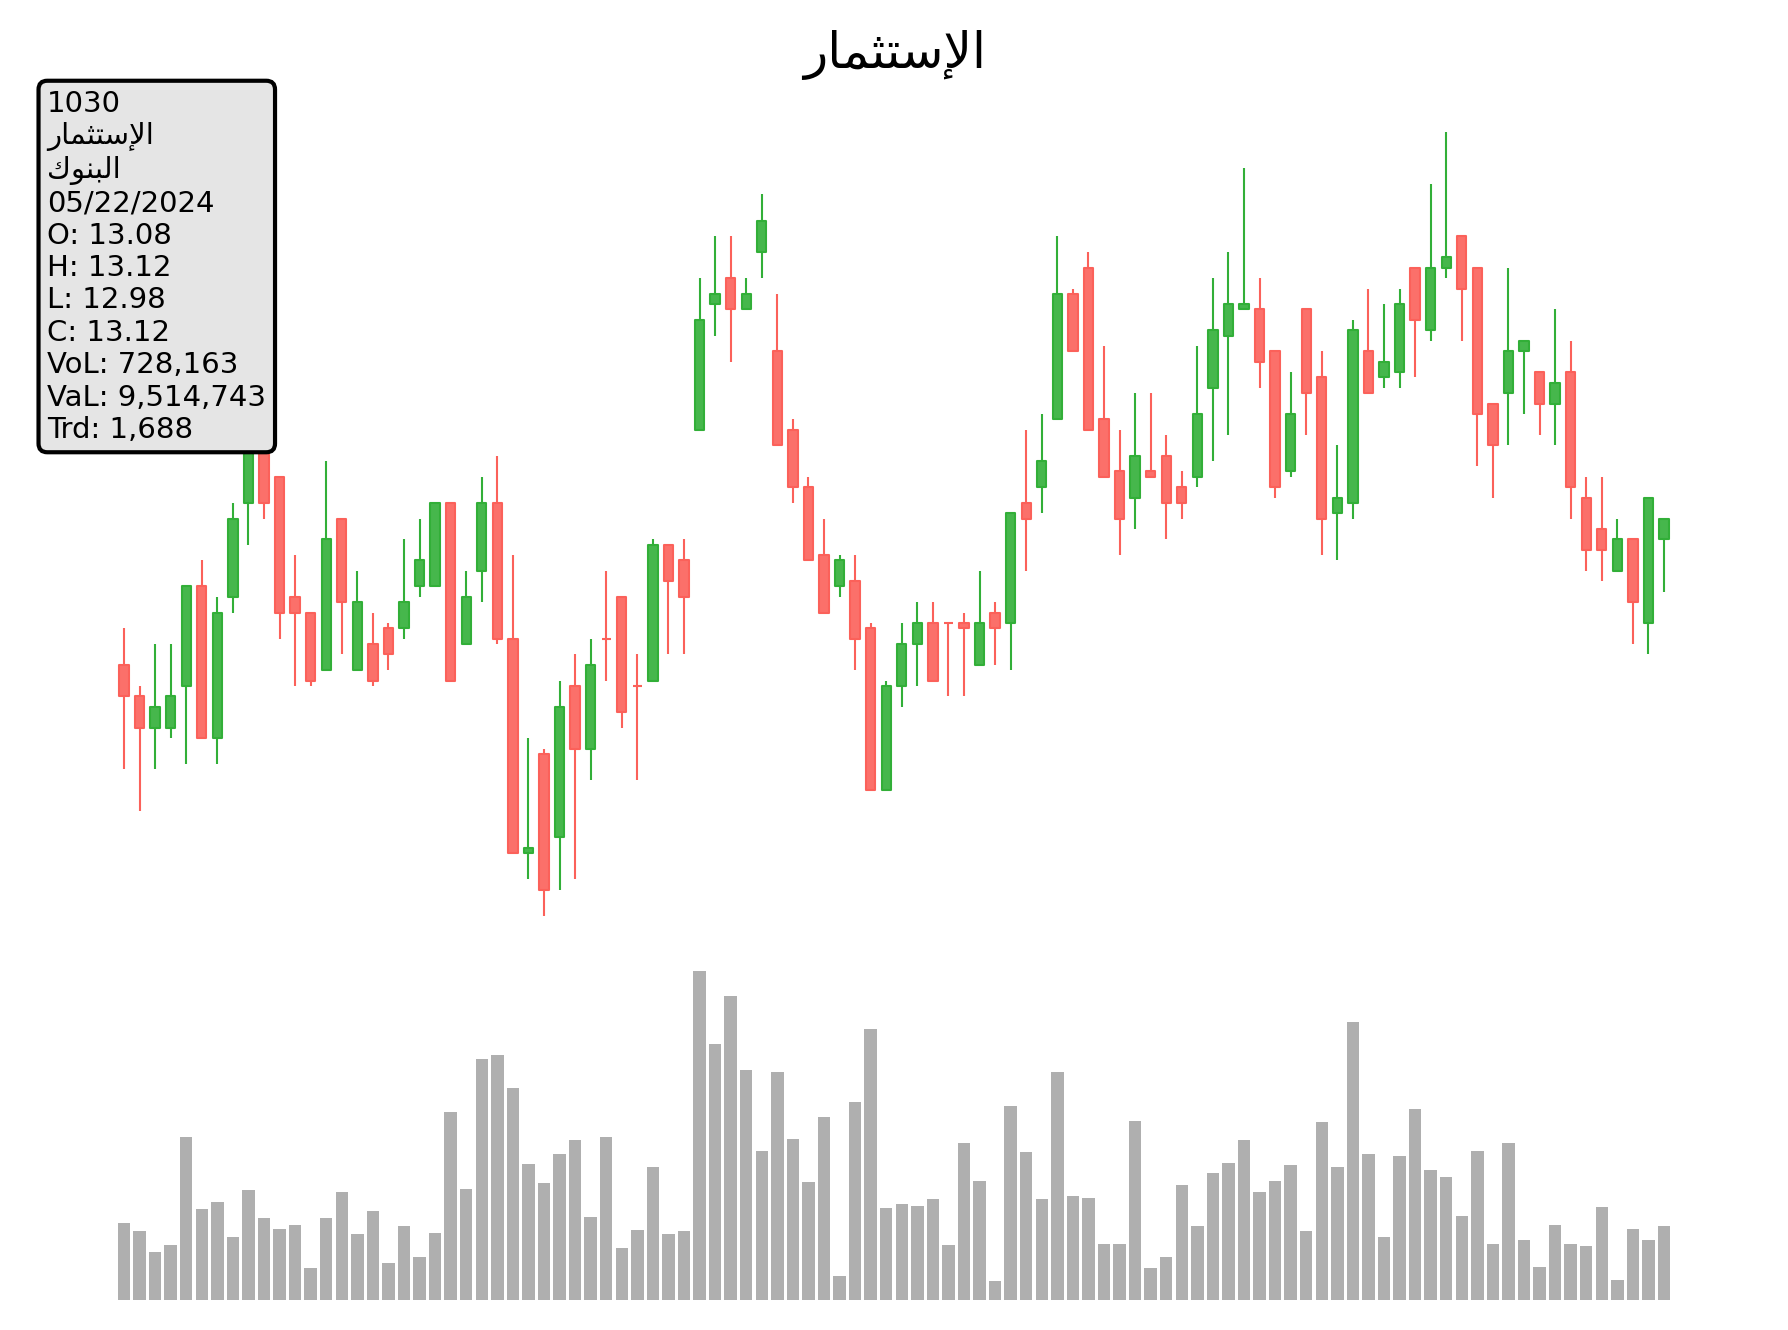 الإستثمار
1030
الإستثمار
البنوك
05/22/2024
O: 13.08
H: 13.12
L: 12.98
C: 13.12
VoL: 728,163
VaL: 9,514,743
Trd: 1,688